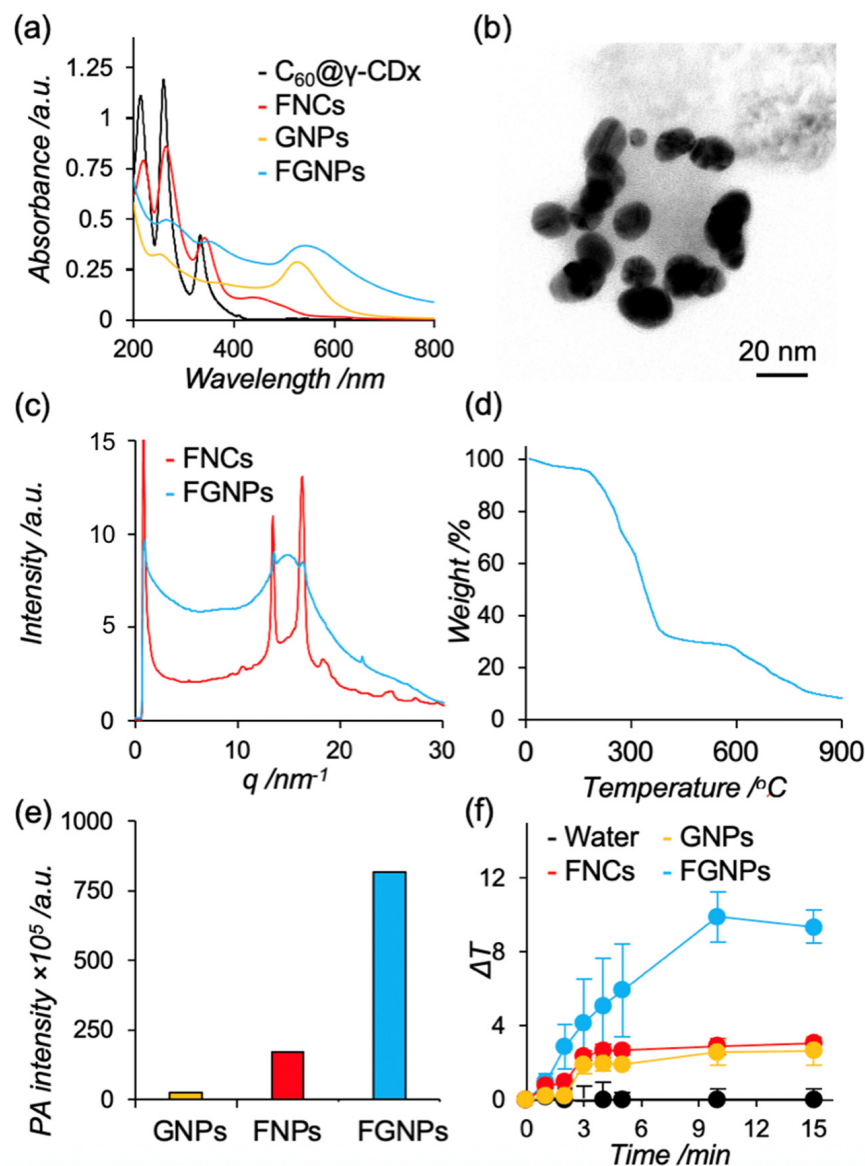 (a)
Absorbance /a.u.
1.25
1
0.75
0.5
0.25
0
200 400 600 800
Wavelength /nm
C₆₀@γ-CDx
FNCs
GNPs
FGNPs
(b)
20 nm
(c)
Intensity /a.u.
15
10
5
0
0 10 20 30
q /nm⁻¹
FNCs
FGNPs
(d)
Weight /%
100
80
60
40
20
0
0 300 600 900
Temperature /°C
(e)
PA intensity ×10⁵ /a.u.
1000
750
500
250
0
GNPs FNPs FGNPs
(f)
Water GNPs
FNCs FGNPs
ΔT
12
8
4
0
0 3 6 9 12 15
Time /min